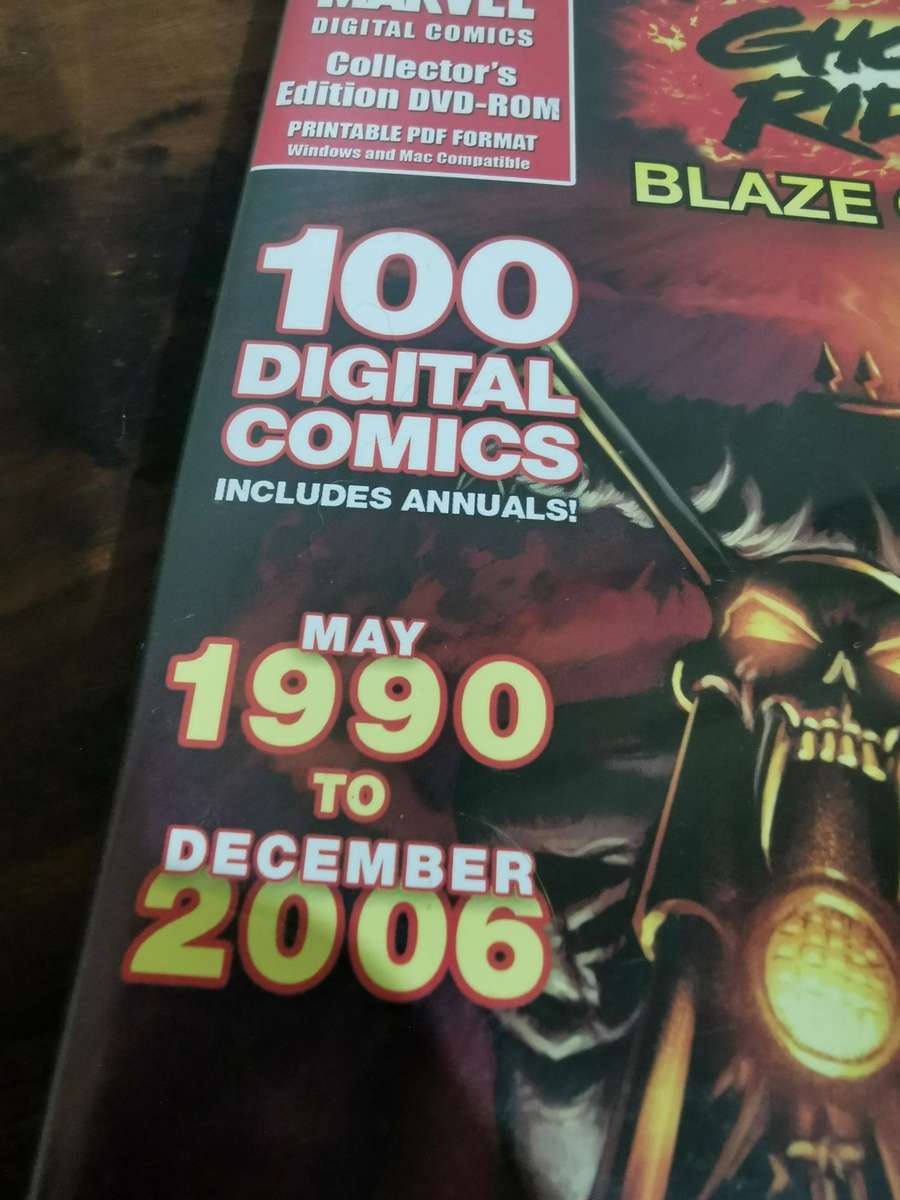 MARVEL
DIGITAL COMICS
Collector's
Edition DVD-ROM
PRINTABLE PDF FORMAT
Windows and Mac Compatible
BLAZE
100
DIGITAL
COMICS
INCLUDES ANNUALS!
MAY
1990
TO
DECEMBER
2006